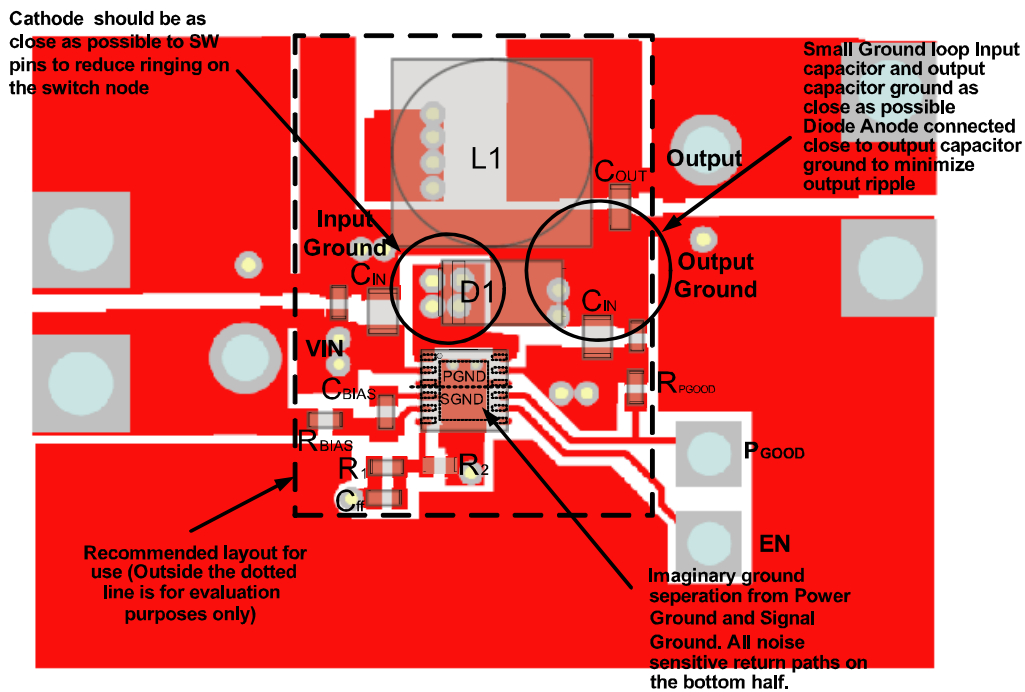 Cathode should be as
close as possible to SW
pins to reduce ringing on
the switch node
Small Ground loop Input
capacitor and output
capacitor ground as
close as possible
Diode Anode connected
close to output capacitor
ground to minimize
output ripple
L1
COUT
Output
Input
Ground
CIN
D1
Output
Ground
CIN
VIN
PGND
SGND
CBIAS
RPGOOD
RBIAS
R1
R2
Cff
PGOOD
EN
Recommended layout for
use (Outside the dotted
line is for evaluation
purposes only)
Imaginary ground
seperation from Power
Ground and Signal
Ground. All noise
sensitive return paths on
the bottom half.